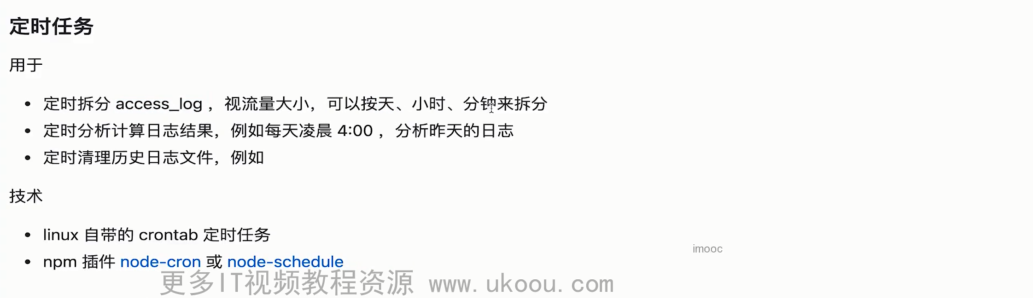 定时任务
用于
• 定时拆分 access_log ，视流量大小，可以按天、小时、分钟来拆分
• 定时分析计算日志结果，例如每天凌晨 4:00 ，分析昨天的日志
• 定时清理历史日志文件，例如
技术
• linux 自带的 crontab 定时任务
imooc
• npm 插件 node-cron 或 node-schedule
更多IT视频教程资源 www.ukoou.com